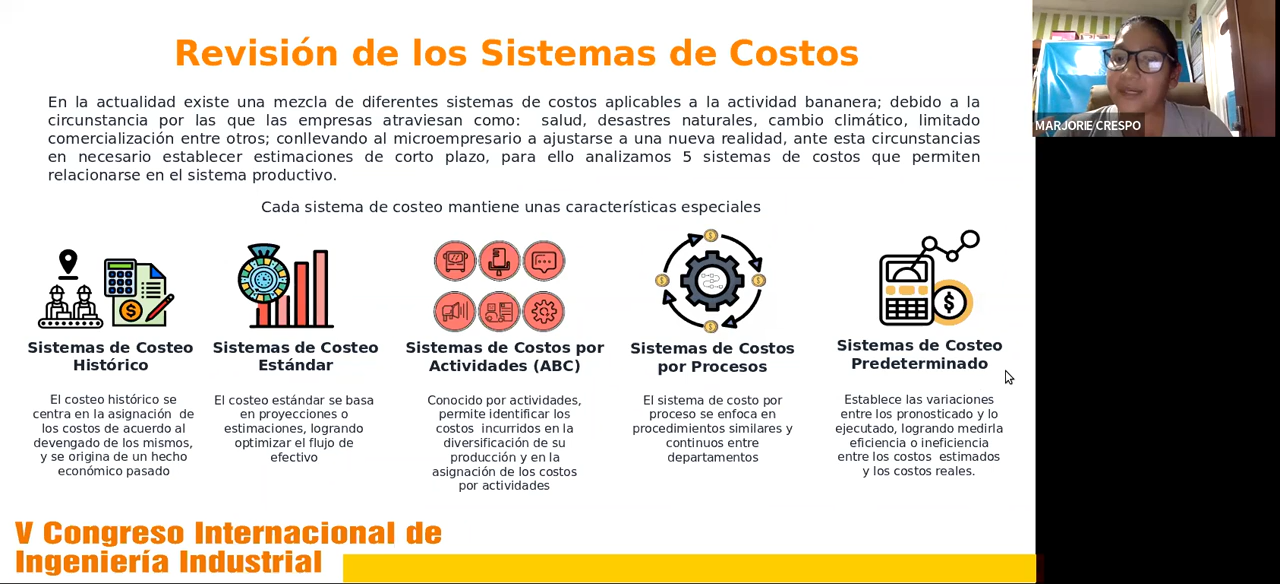 Revisión de los Sistemas de Costos
En la actualidad existe una mezcla de diferentes sistemas de costos aplicables a la actividad bananera; debido a la
circunstancia por las que las empresas atraviesan como: salud, desastres naturales, cambio climático, limitado
comercialización entre otros; conllevando al microempresario a ajustarse a una nueva realidad, ante esta circunstancias
en necesario establecer estimaciones de corto plazo, para ello analizamos 5 sistemas de costos que permiten
relacionarse en el sistema productivo.
Cada sistema de costeo mantiene unas características especiales
Sistemas de Costeo
Histórico
El costeo histórico se
centra en la asignación de
los costos de acuerdo al
devengado de los mismos,
y se origina de un hecho
económico pasado
Sistemas de Costeo
Estándar
El costeo estándar se basa
en proyecciones o
estimaciones, logrando
optimizar el flujo de
efectivo
Sistemas de Costos por
Actividades (ABC)
Conocido por actividades,
permite identificar los
costos incurridos en la
diversificación de su
producción y en la
asignación de los costos
por actividades
Sistemas de Costos
por Procesos
El sistema de costo por
proceso se enfoca en
procedimientos similares y
continuos entre
departamentos
Sistemas de Costeo
Predeterminado
Establece las variaciones
entre los pronosticado y lo
ejecutado, logrando medirla
eficiencia o ineficiencia
entre los costos estimados
y los costos reales.
V Congreso Internacional de
Ingeniería Industrial
MARJORIE CRESPO